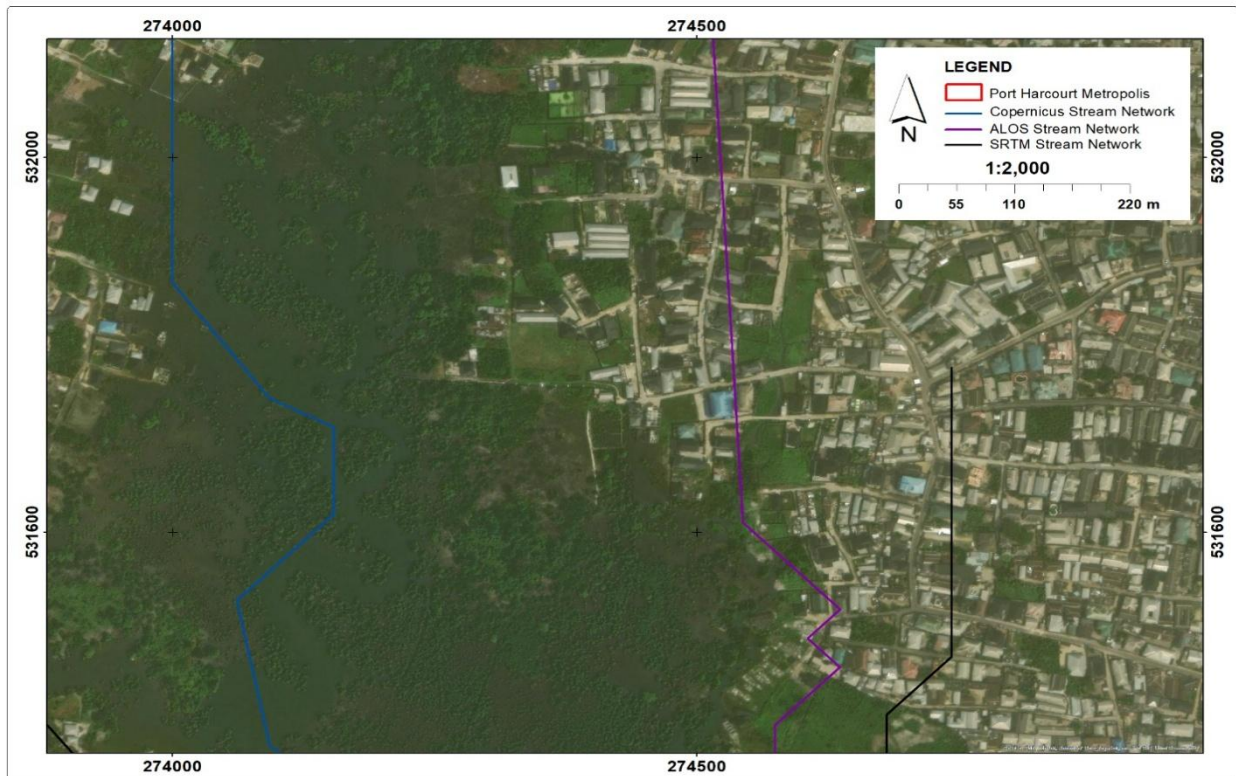 274000 274500
LEGEND
Port Harcourt Metropolis
Copernicus Stream Network
ALOS Stream Network
SRTM Stream Network
N
1:2,000
0 55 110 220 m
532000 532000
531600 531600
274000 274500